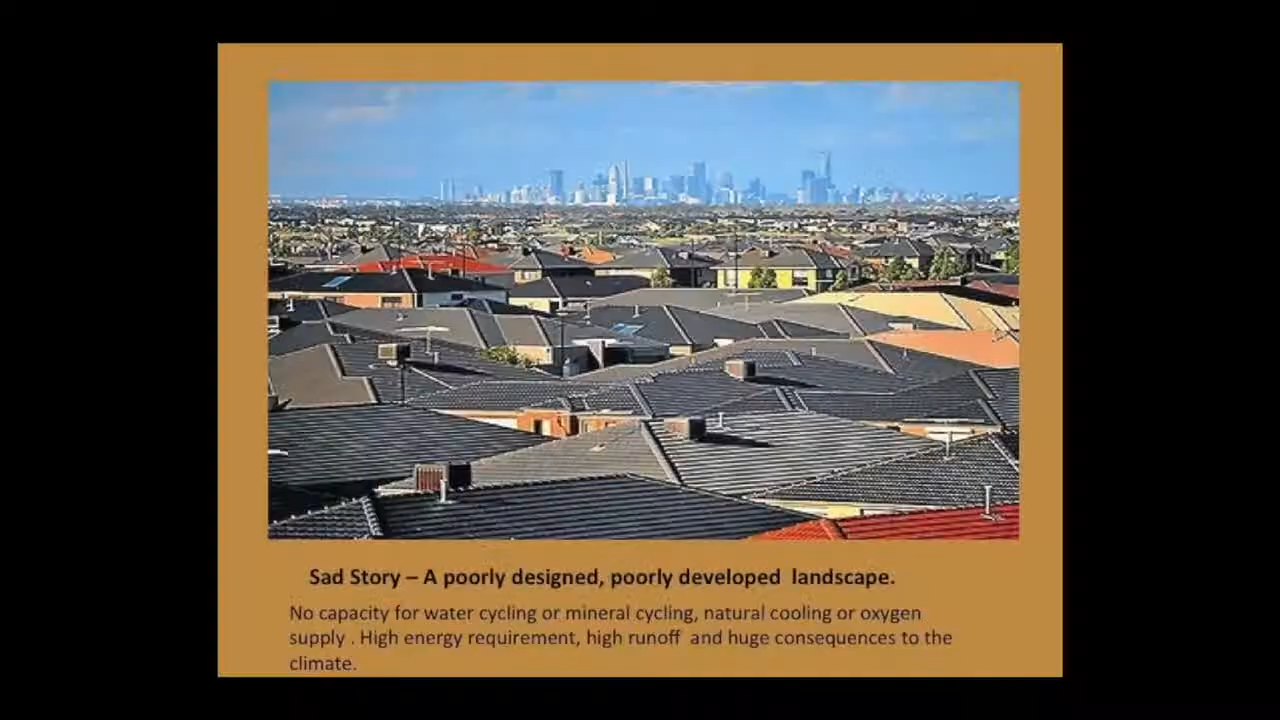 Sad Story – A poorly designed, poorly developed  landscape.
No capacity for water cycling or mineral cycling, natural cooling or oxygen
supply . High energy requirement, high runoff  and huge consequences to the
climate.